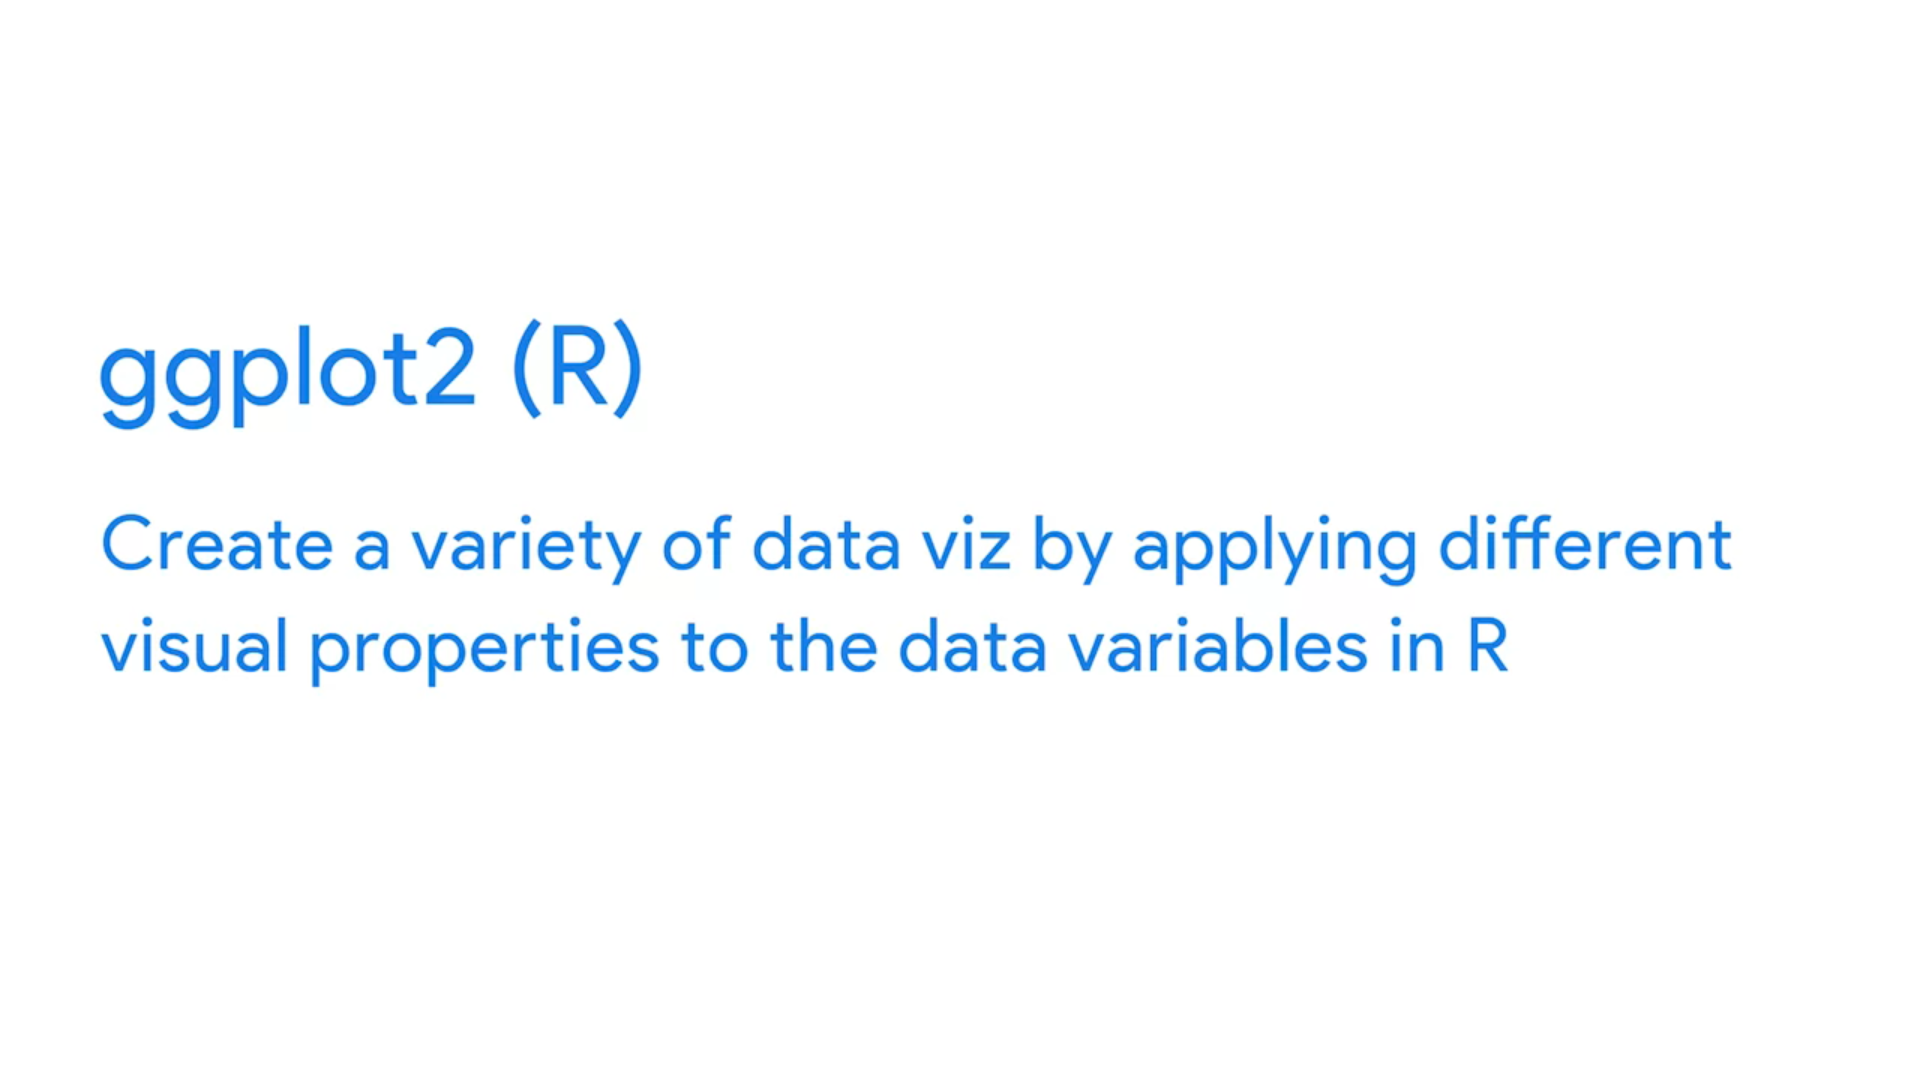 ggplot2 (R)
Create a variety of data viz by applying different
visual properties to the data variables in R